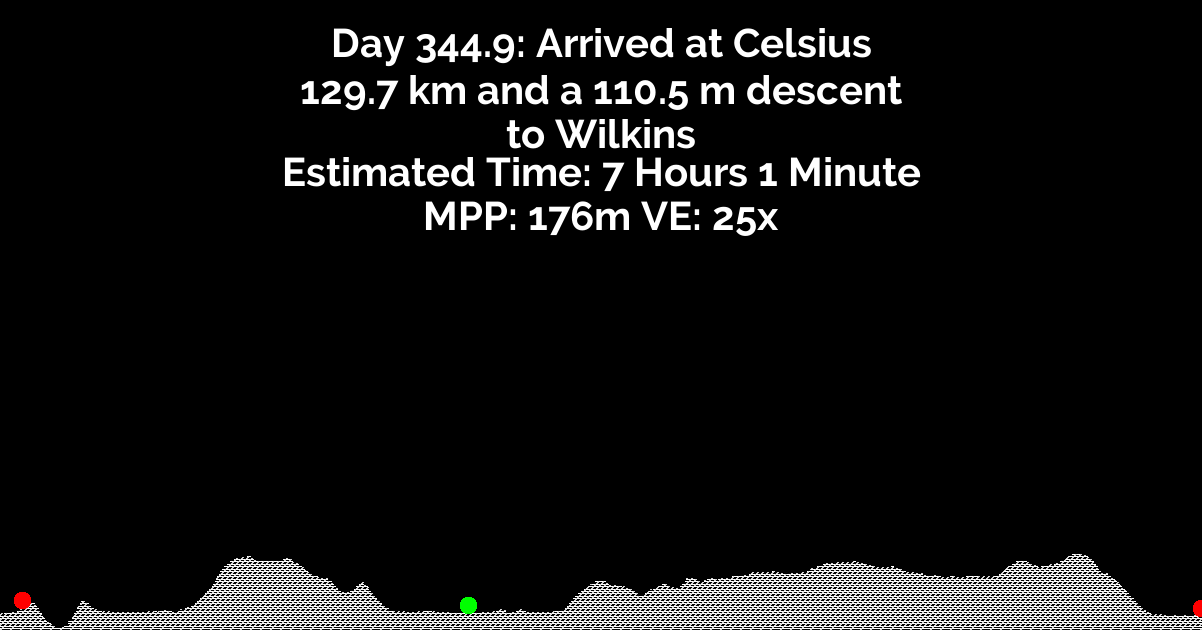 Day 344.9: Arrived at Celsius
129.7 km and a 110.5 m descent
to Wilkins
Estimated Time: 7 Hours 1 Minute
MPP: 176m VE: 25x